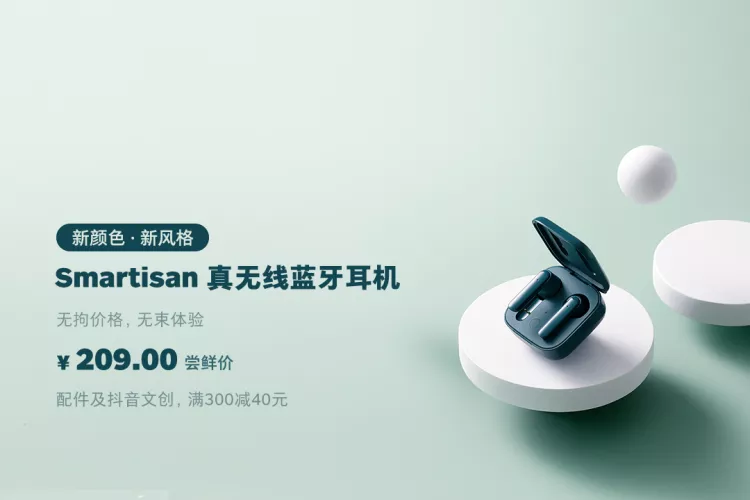 新颜色·新风格
Smartisan 真无线蓝牙耳机
无拘价格，无束体验
¥ 209.00 尝鲜价
配件及抖音文创，满300减40元